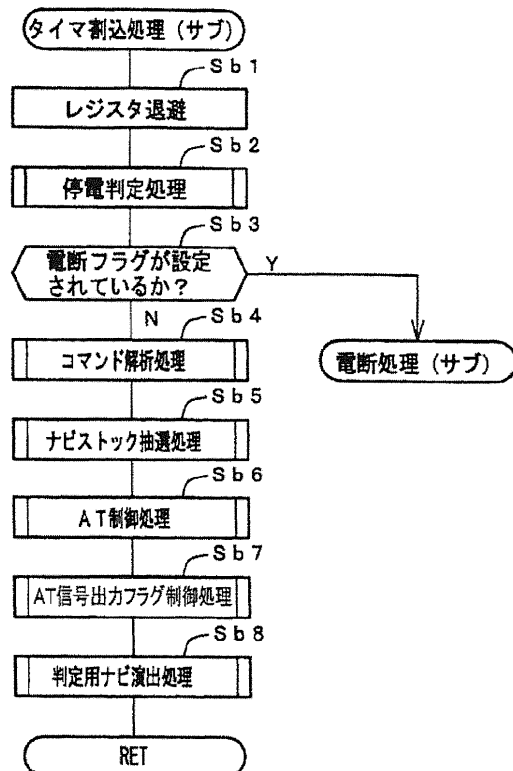 タイマ割込処理（サブ）
Sb1
レジスタ退避
Sb2
停電判定処理
Sb3
電断フラグが設定
されているか？
Y
N
Sb4
コマンド解析処理
電断処理（サブ）
Sb5
ナビストック抽選処理
Sb6
AT制御処理
Sb7
AT信号出力フラグ制御処理
Sb8
判定用ナビ演出処理
RET